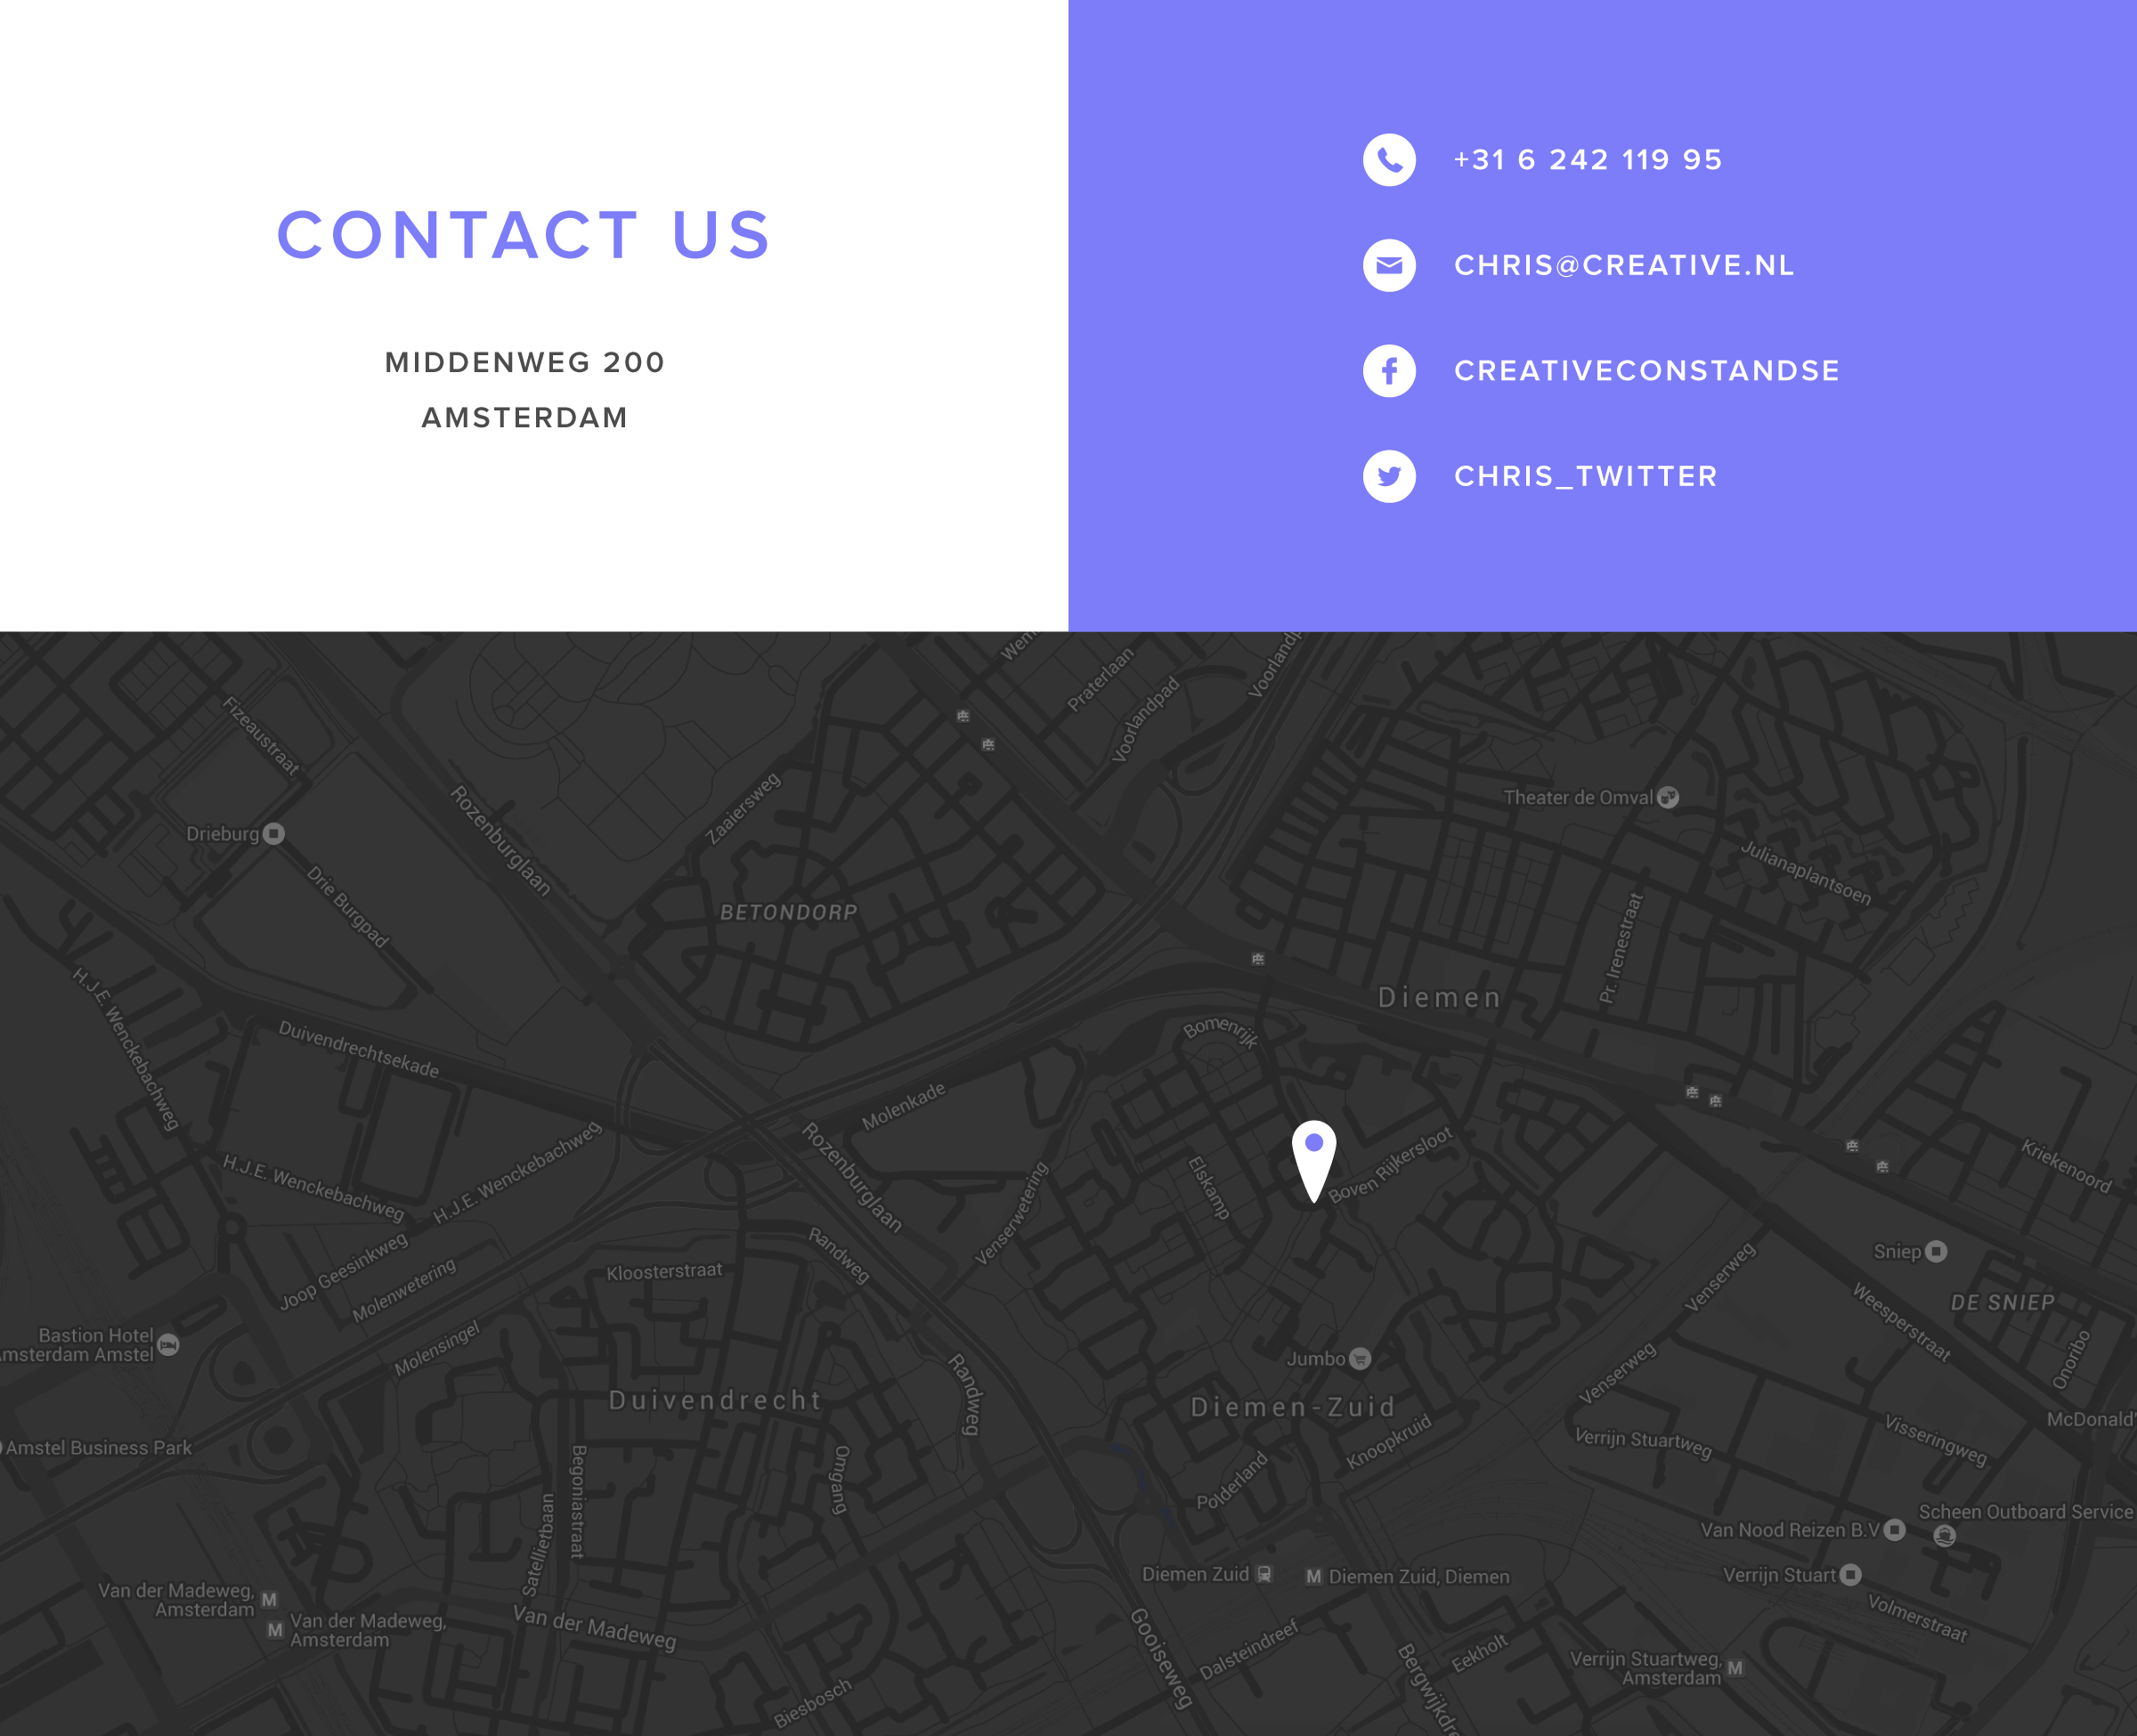 CONTACT US
MIDDENWEG 200
AMSTERDAM
+31 6 242 119 95
CHRIS@CREATIVE.NL
CREATIVECONSTANDSE
CHRIS_TWITTER
Praterlaan
Voorlandpad
Fizeaustraat
Rozenburglaan
Zaaiersweg
Theater de Omval
Drieburg
Julianaplantsoen
Drie Burgpad
BETONDORP
Pr. Irenestraat
H.J.E. Wenckebachweg
Diemen
Duivendrechtsekade
Bomenrijk
Molenkade
Rozenburglaan
H.J.E. Wenckebachweg
H.J.E. Wenckebachweg
Elskamp
Boven Rijkersloot
Kriekenoord
Venserwetering
Joop Geesinkweg
Molenwetering
Kloosterstraat
Randweg
Venserweg
Sniep
DE SNIEP
Weesperstraat
Bastion Hotel
msterdam Amstel
Molensingel
Jumbo
Onoribo
Randweg
Venserweg
Duivendrecht
Diemen-Zuid
McDonald'
Amstel Business Park
Knoopkruid
Verrijn Stuartweg
Visseringweg
Begoniastraat
Omgang
Polderland
Satellietbaan
Scheen Outboard Service
Van Nood Reizen B.V
Diemen Zuid
M Diemen Zuid, Diemen
Verrijn Stuart
Van der Madeweg,
Amsterdam
M
M
Van der Madeweg,
Amsterdam
Van der Madeweg
Volmerstraat
Gooiseweg
Dalsteindreef
Eekholt
Verrijn Stuartweg,
Amsterdam
M
Bergwijkdre
Biesbosch